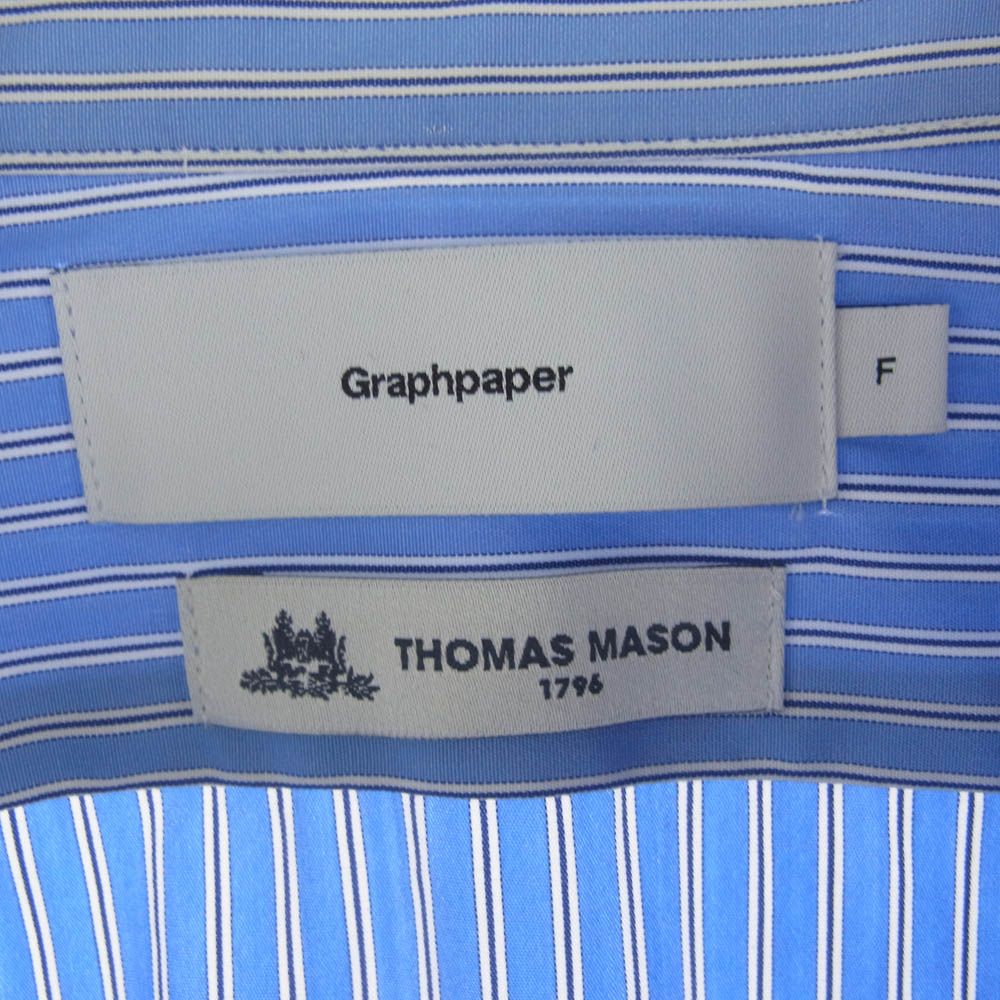 Graphpaper
F
THOMAS MASON
1796